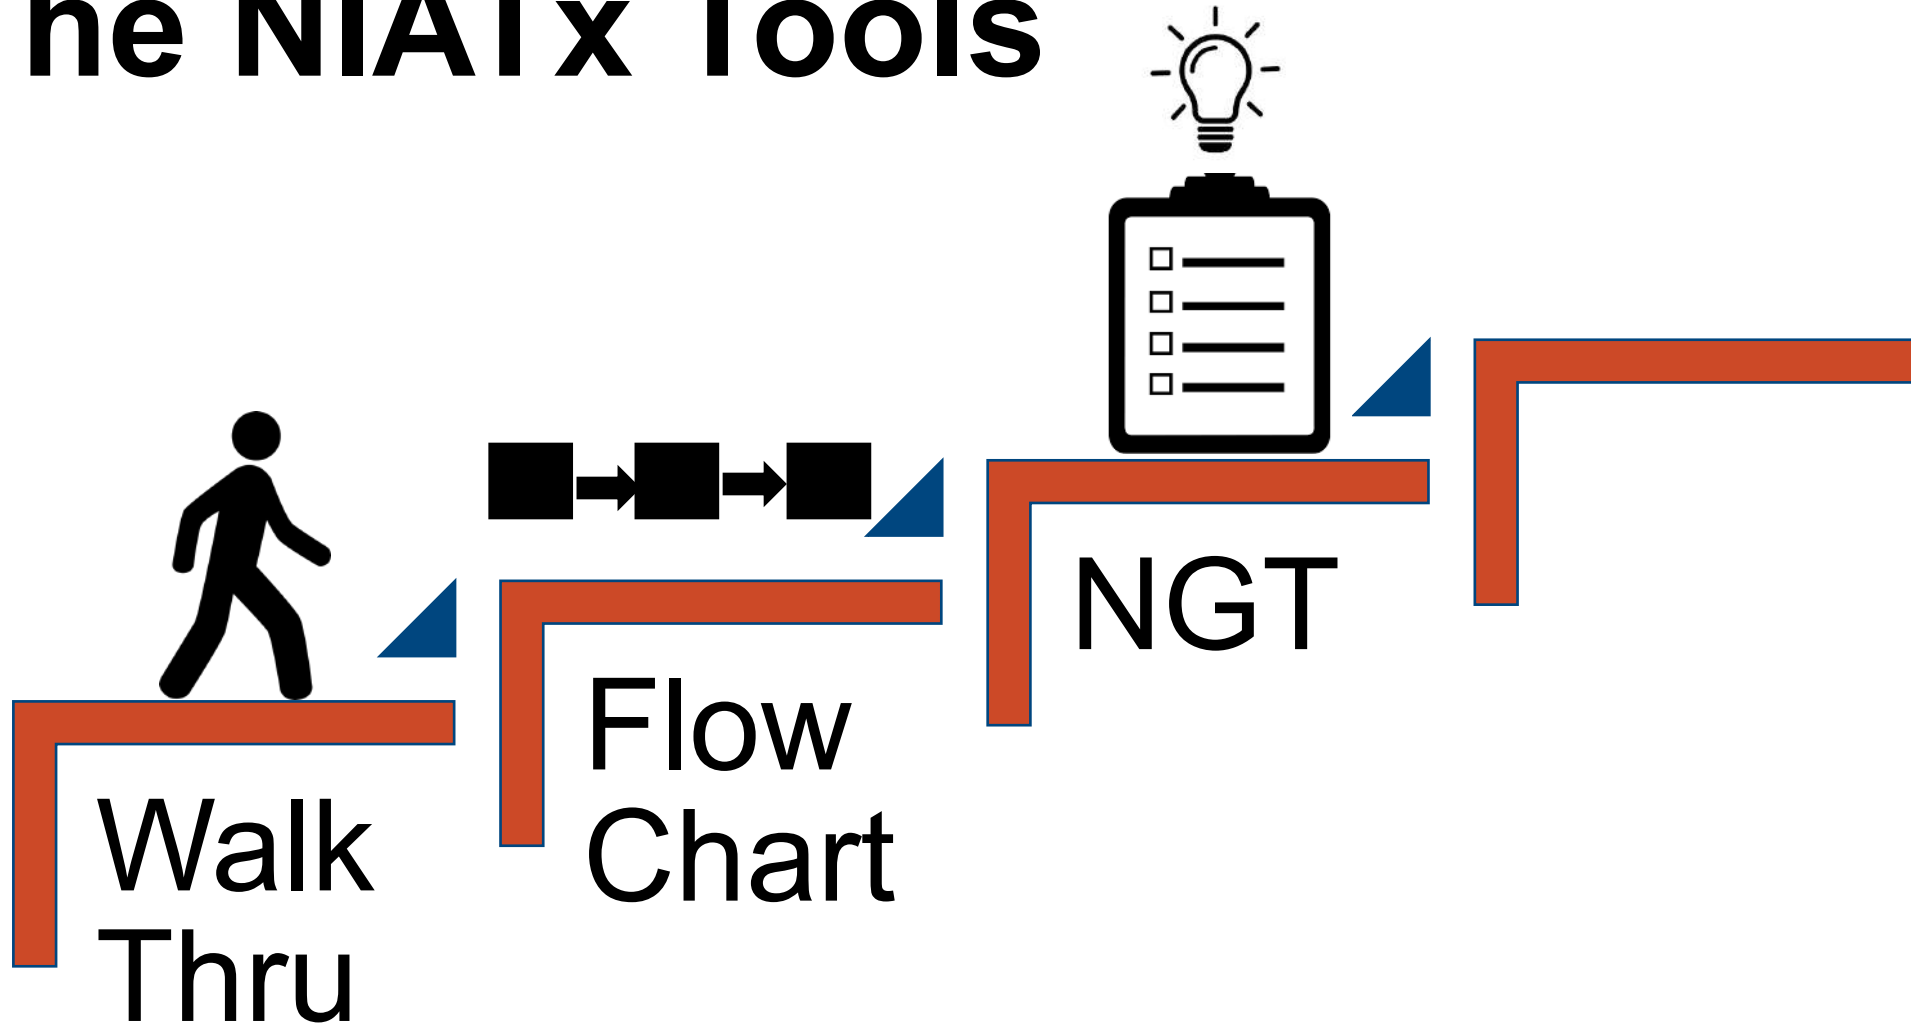 he NIATx Tools
Walk
Thru
Flow
Chart
NGT